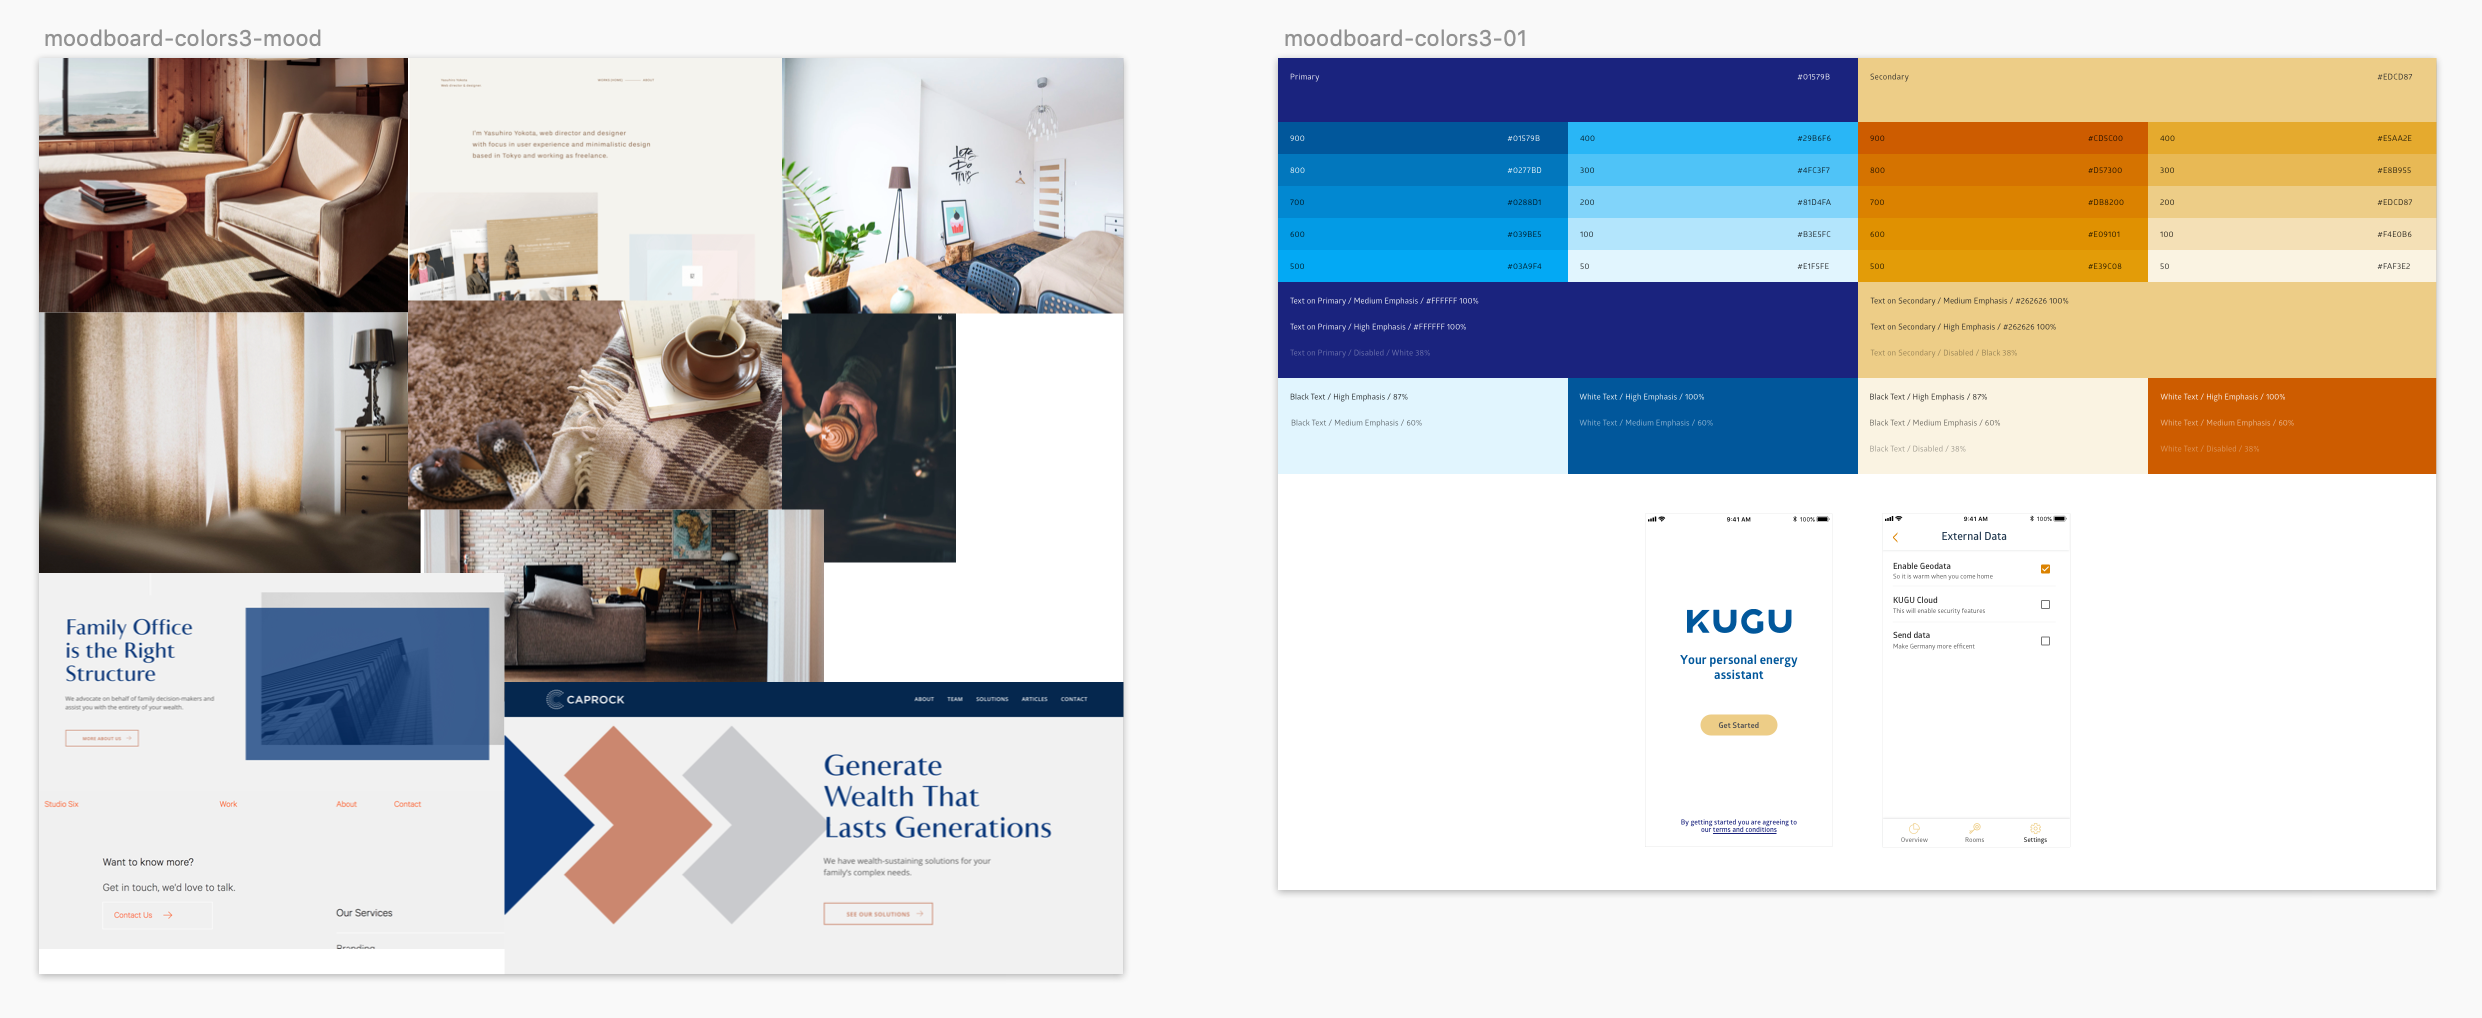 moodboard-colors3-mood
Yasuhiro Yokota
Web director & designer
WORKS (HOME)
ABOUT
I'm Yasuhiro Yokota, web director and designer
with focus in user experience and minimalistic design
based in Tokyo and working as freelance.
Let's
Do
This
Family Office
is the Right
Structure
We advocate on behalf of family decision-makers and
assist you with the entirety of your wealth.
MORE ABOUT US →
Studio Six
Work
About
Contact
Want to know more?
Get in touch, we'd love to talk.
Contact Us →
Our Services
Branding
CAPROCK
ABOUT
TEAM
SOLUTIONS
ARTICLES
CONTACT
Generate
Wealth That
Lasts Generations
We have wealth-sustaining solutions for your
family's complex needs.
SEE OUR SOLUTIONS →
moodboard-colors3-01
Primary #01579B
Secondary #EDCD87
900 #01579B
400 #29B6F6
900 #CD5C00
400 #E5AA2E
800 #0277BD
300 #4FC3F7
800 #D57300
300 #E8B955
700 #0288D1
200 #81D4FA
700 #DB8200
200 #EDCD87
600 #039BE5
100 #B3E5FC
600 #E09101
100 #F4E0B6
500 #03A9F4
50 #E1F5FE
500 #E39C08
50 #FAF3E2
Text on Primary / Medium Emphasis / #FFFFFF 100%
Text on Primary / High Emphasis / #FFFFFF 100%
Text on Primary / Disabled / White 38%
Text on Secondary / Medium Emphasis / #262626 100%
Text on Secondary / High Emphasis / #262626 100%
Text on Secondary / Disabled / Black 38%
Black Text / High Emphasis / 87%
Black Text / Medium Emphasis / 60%
White Text / High Emphasis / 100%
White Text / Medium Emphasis / 60%
Black Text / High Emphasis / 87%
Black Text / Medium Emphasis / 60%
Black Text / Disabled / 38%
White Text / High Emphasis / 100%
White Text / Medium Emphasis / 60%
White Text / Disabled / 38%
9:41 AM 100%
KUGU
Your personal energy
assistant
Get Started
By getting started you are agreeing to
our terms and conditions
9:41 AM 100%
External Data
Enable Geodata
So it is warm when you come home
KUGU Cloud
This will enable security features
Send data
Make Germany more efficent
Overview
Rooms
Settings